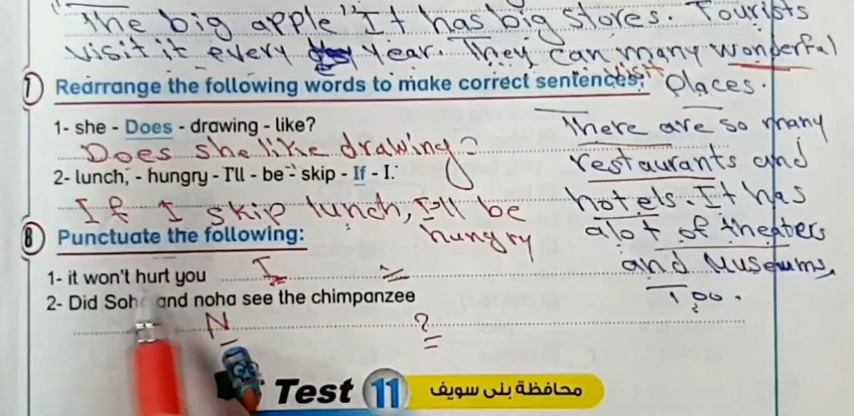 The big apple". It has big stores. Tourists
visit it every year. They can many wonderful
visit
places.
7 Redrrange the following words to make correct sentences:
1- she - Does - drawing - like?
Does she like drawing?
2- lunch, - hungry - I'll - be - skip - If - I.
If I skip lunch, I'll be
hungry
There are so many
restaurants and
hotels. It has
alot of theaters
and Museums,
Too.
8 Punctuate the following:
1- it won't hurt you
I .
2- Did and noha see the chimpanzee
N ?
Test 11 محافظة بنى سويف